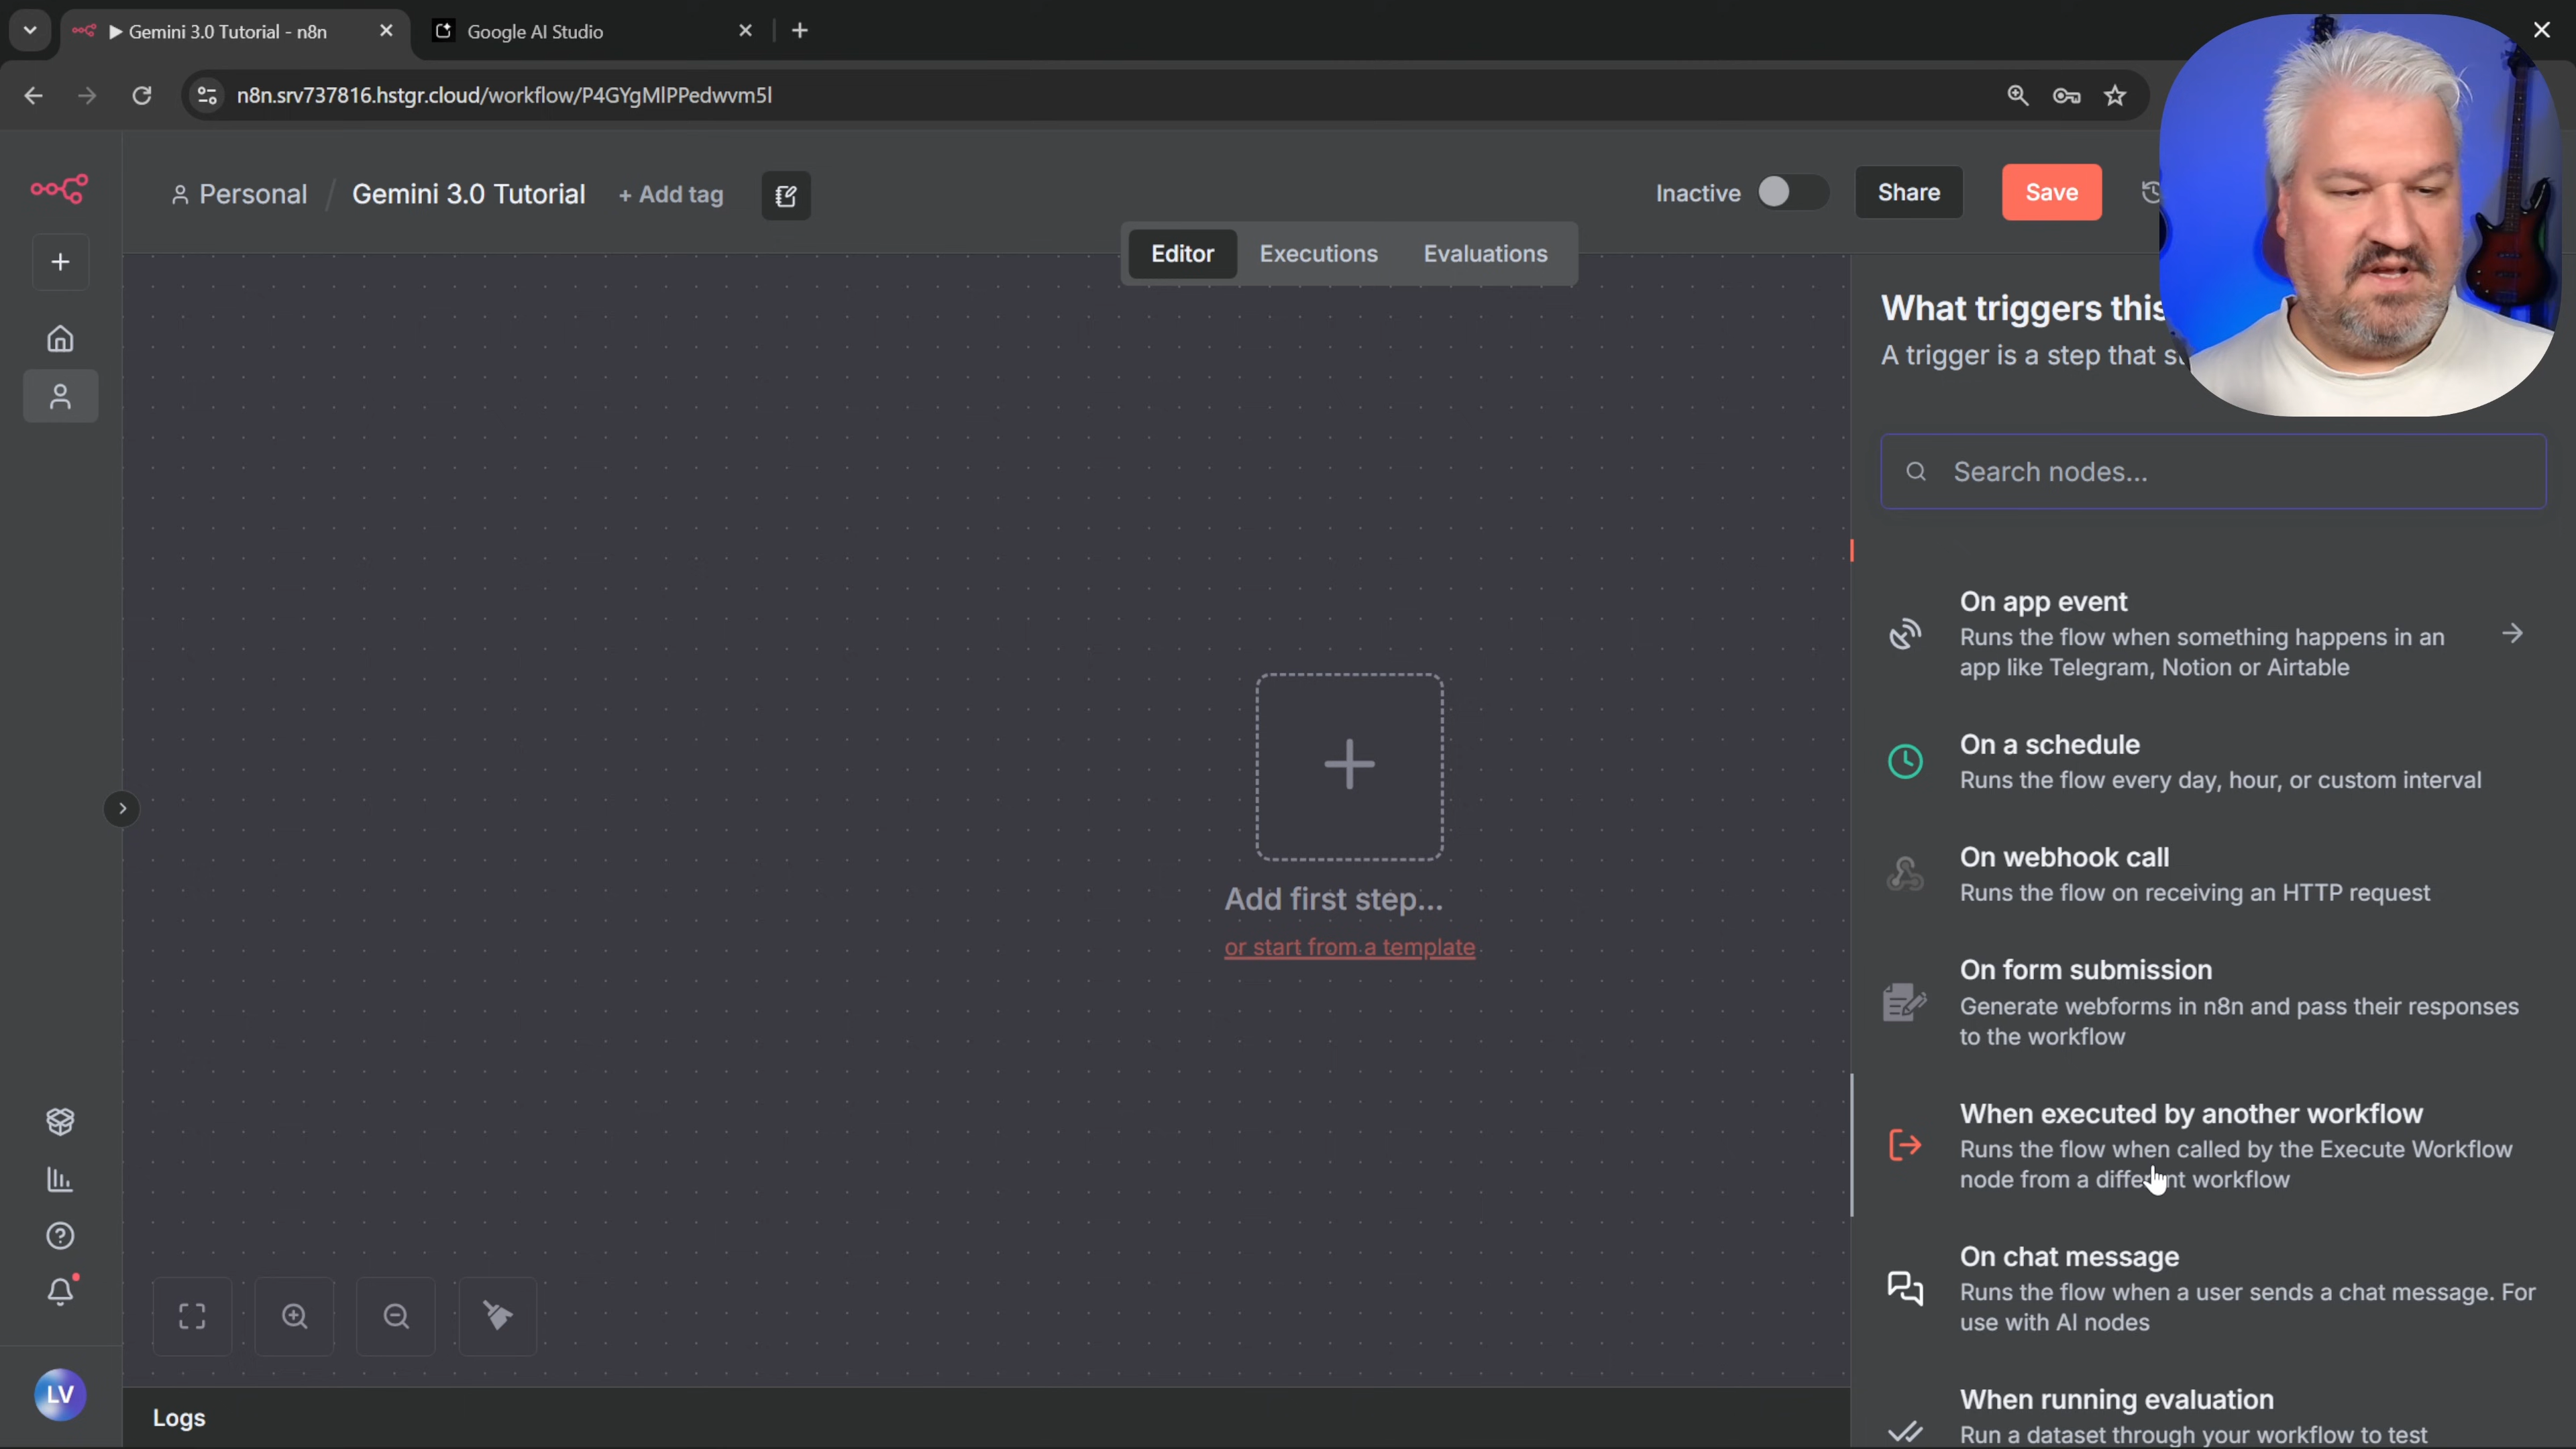 Gemini 3.0 Tutorial - n8n
Google AI Studio
n8n.srv737816.hstgr.cloud/workflow/P4GYgMlPPedwvm5l
Personal / Gemini 3.0 Tutorial + Add tag
Inactive
Share
Save
Editor
Executions
Evaluations
What triggers this
A trigger is a step that
Search nodes...
On app event
Runs the flow when something happens in an
app like Telegram, Notion or Airtable
On a schedule
Runs the flow every day, hour, or custom interval
On webhook call
Runs the flow on receiving an HTTP request
On form submission
Generate webforms in n8n and pass their responses
to the workflow
When executed by another workflow
Runs the flow when called by the Execute Workflow
node from a different workflow
On chat message
Runs the flow when a user sends a chat message. For
use with AI nodes
When running evaluation
Run a dataset through your workflow to test
Add first step...
or start from a template
LV
Logs